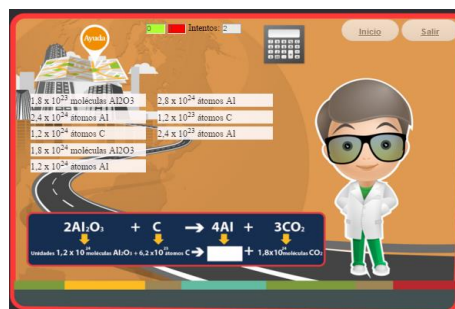 Ayuda
0 Intentos: 2
Inicio Salir
1,8 x 10²³ moléculas Al2O3
2,8 x 10²⁴ átomos Al
2,4 x 10²⁴ átomos Al
1,2 x 10²³ átomos C
1,2 x 10²⁴ átomos C
2,4 x 10²³ átomos Al
1,8 x 10²⁴ moléculas Al2O3
1,2 x 10²⁴ átomos Al
2Al₂O₃ + C → 4Al + 3CO₂
Unidades 1,2 x 10²⁴ moléculas Al₂O₃ + 6,2 x10²³ átomos C → + 1,8x10²⁴ moléculas CO₂